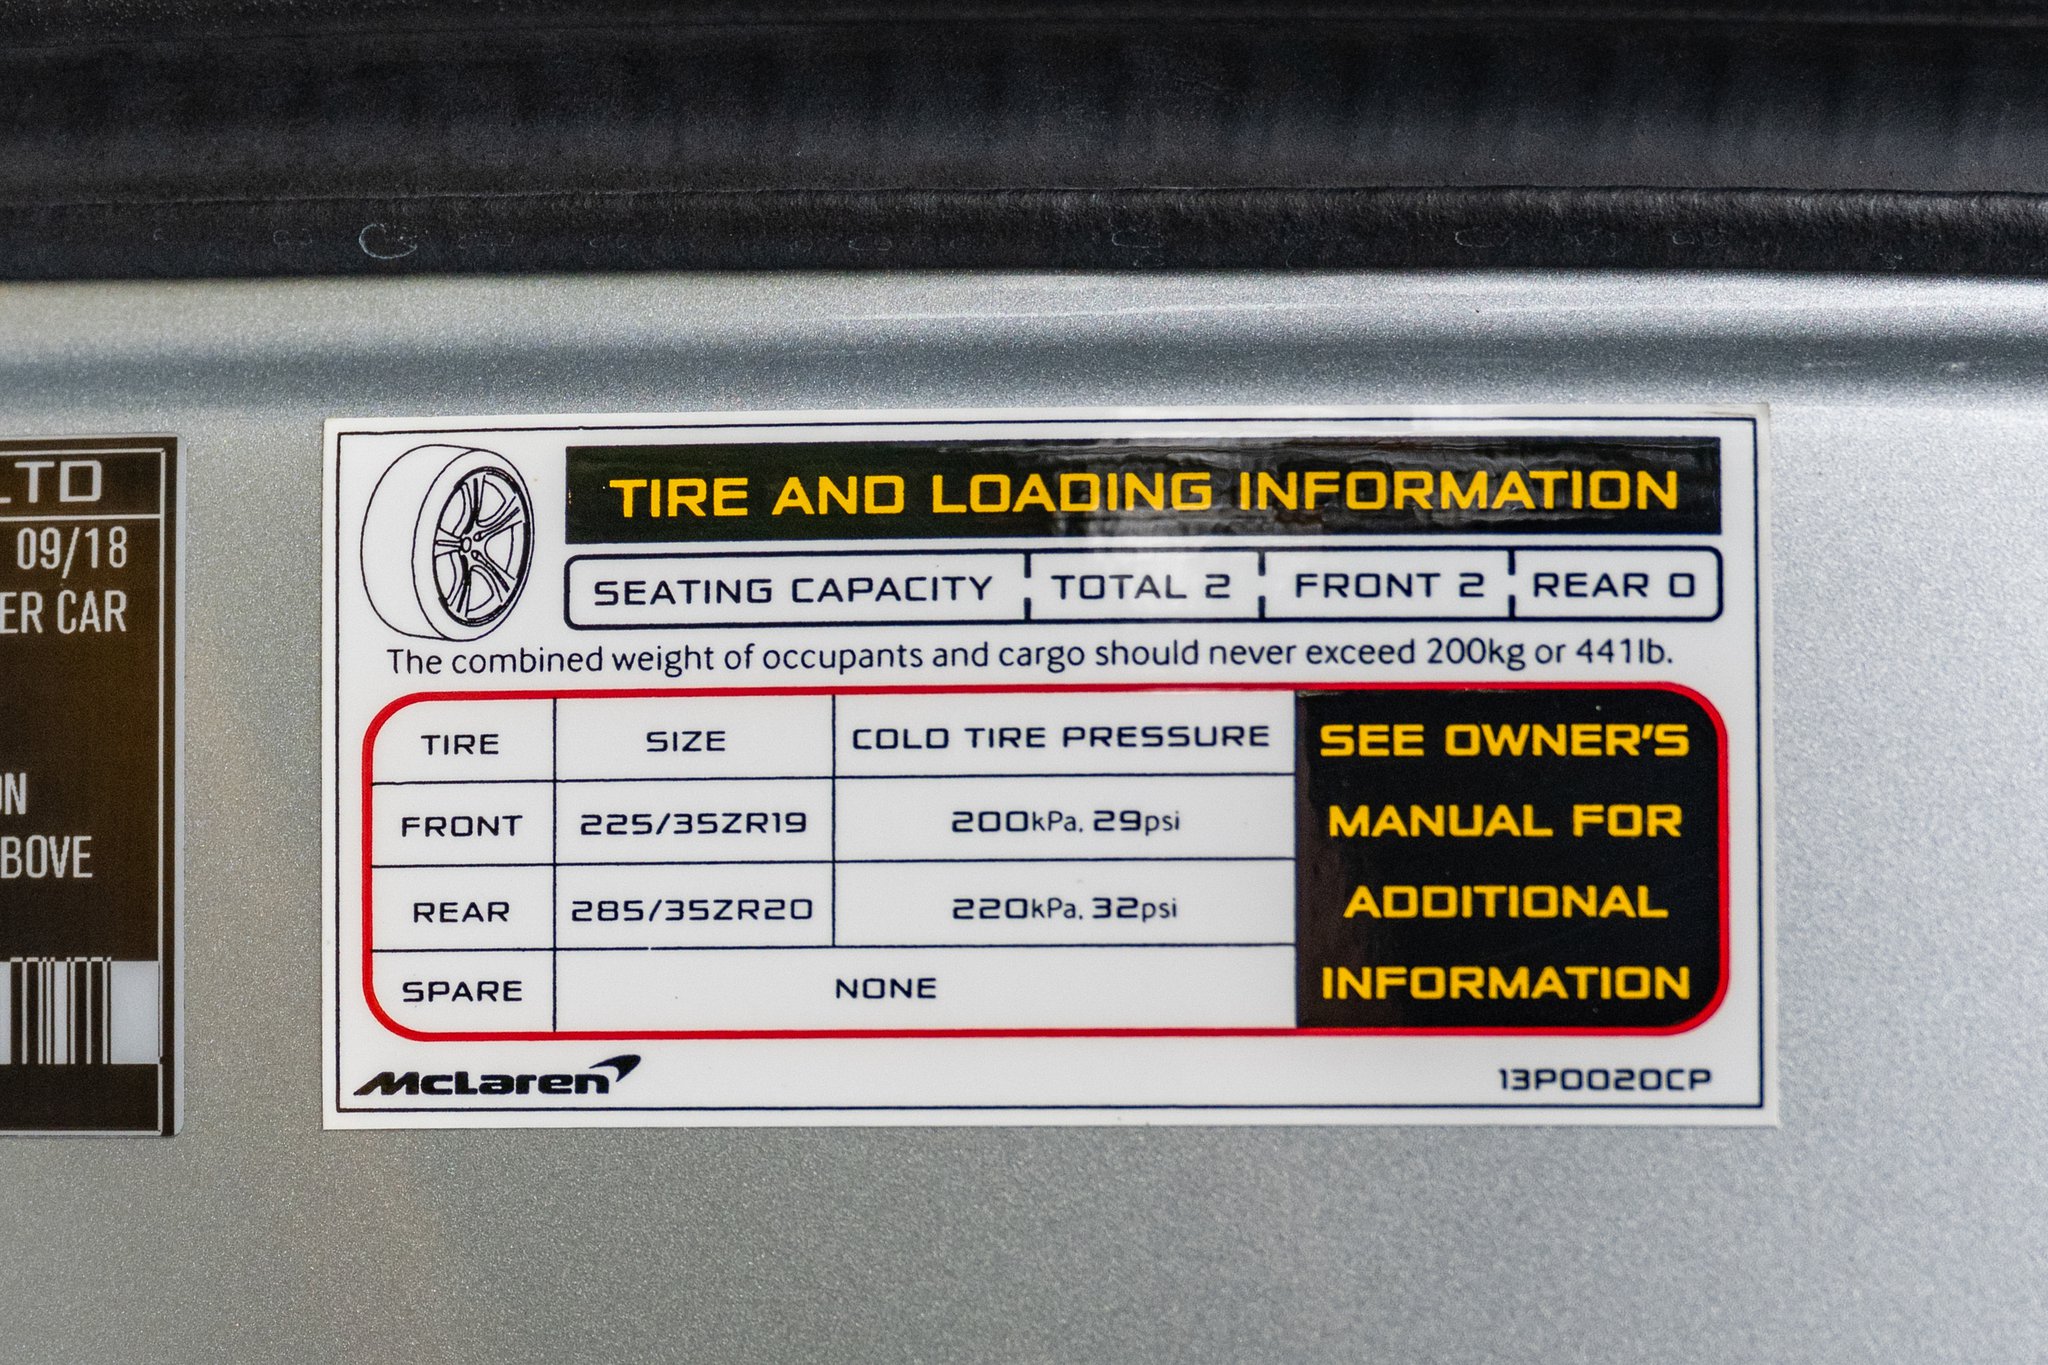 LTD
09/18
ER CAR
ON
BOVE
TIRE AND LOADING INFORMATION
SEATING CAPACITY TOTAL 2 FRONT 2 REAR 0
The combined weight of occupants and cargo should never exceed 200kg or 441lb.
TIRE SIZE COLD TIRE PRESSURE
FRONT 225/35ZR19 200kPa, 29psi
REAR 285/35ZR20 220kPa, 32psi
SPARE NONE
SEE OWNER'S
MANUAL FOR
ADDITIONAL
INFORMATION
McLaren
13P0020CP